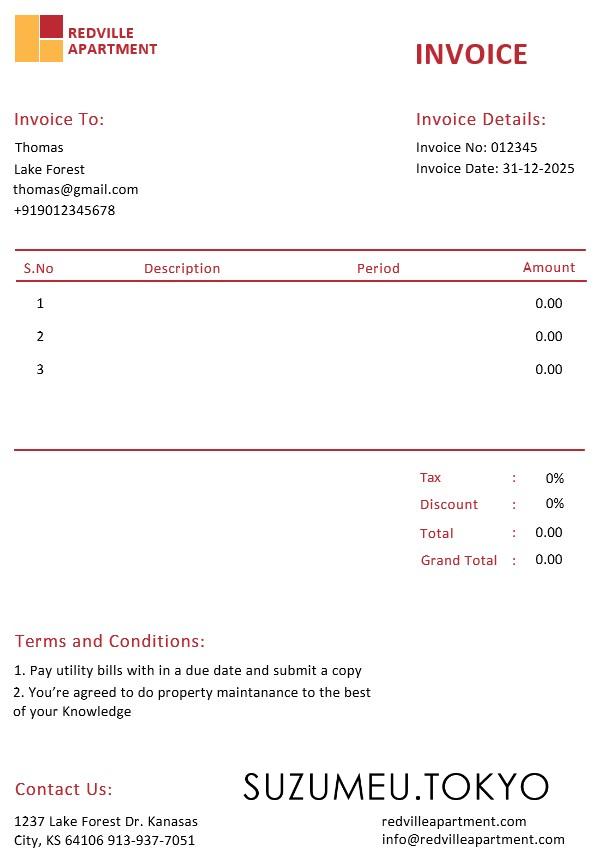 REDVILLE
APARTMENT
INVOICE
Invoice To:
Thomas
Lake Forest
thomas@gmail.com
+919012345678
Invoice Details:
Invoice No: 012345
Invoice Date: 31-12-2025
S.No Description Period Amount
1 0.00
2 0.00
3 0.00
Tax : 0%
Discount : 0%
Total : 0.00
Grand Total : 0.00
Terms and Conditions:
1. Pay utility bills with in a due date and submit a copy
2. You’re agreed to do property maintanance to the best
of your Knowledge
Contact Us:
1237 Lake Forest Dr. Kanasas
City, KS 64106 913-937-7051
SUZUMEU.TOKYO
redvilleapartment.com
info@redvilleapartment.com